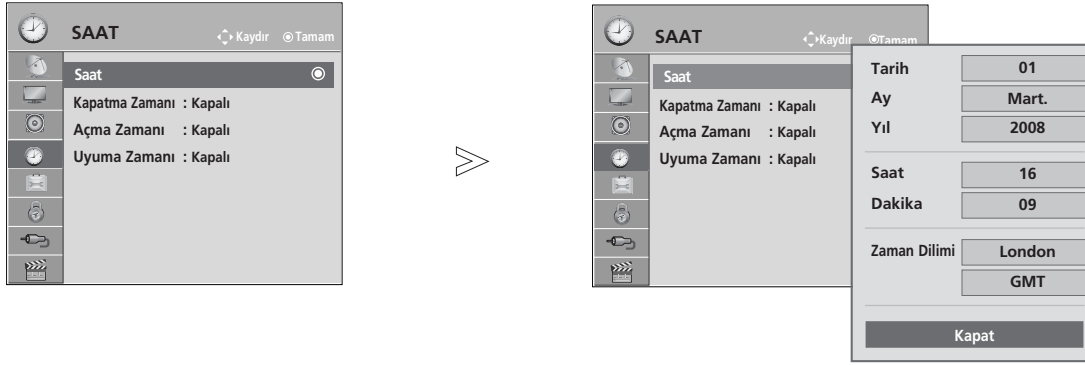 SAAT Kaydır Tamam
Saat
Kapatma Zamanı : Kapalı
Açma Zamanı : Kapalı
Uyuma Zamanı : Kapalı
SAAT Kaydır Tamam
Saat
Kapatma Zamanı : Kapalı
Açma Zamanı : Kapalı
Uyuma Zamanı : Kapalı
Tarih 01
Ay Mart.
Yıl 2008
Saat 16
Dakika 09
Zaman Dilimi London
GMT
Kapat